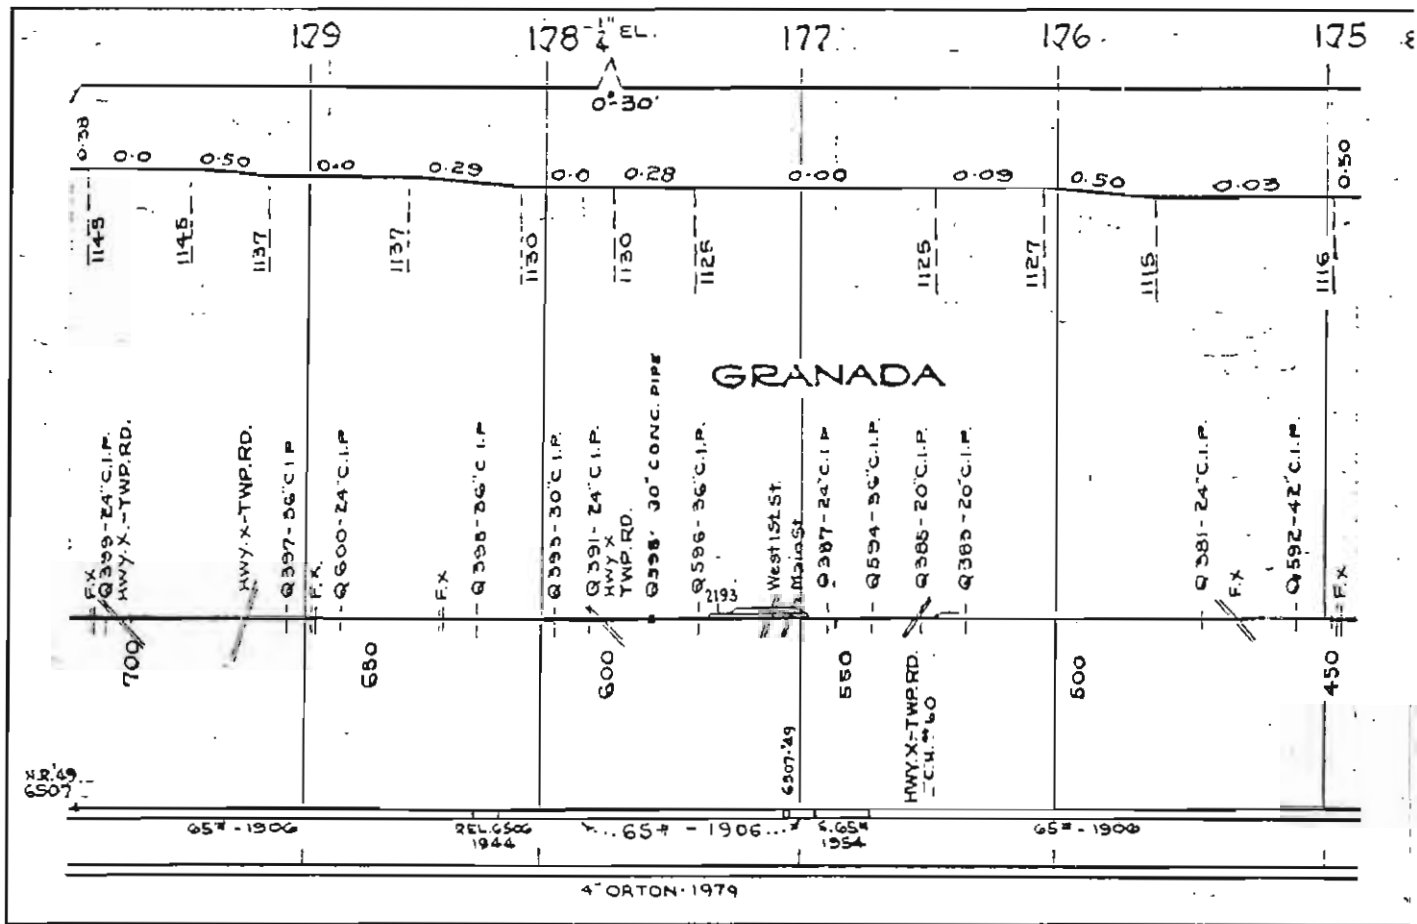 179 178 -¼" EL. 177 176 175
0°30'
0.38 0.0 0.50 0.0 0.29 0.0 0.28 0.00 0.09 0.50 0.03 0.50
1145 1145 1137 1137 1130 1130 1125 1125 1127 1115 1116
GRANADA
F.X
Q399-24"C.I.P.
HWY.X.-TWP.RD.
HWY.X-TWP.RD.
Q397-36"C.I.P
F.X.
Q600-24"C.I.P
F.X
Q395-36"C.I.P
Q393-30"C.I.P.
Q391-24"C.I.P.
HWY X
TWP.RD.
30" CONC. PIPE
Q596-36"C.I.P.
2193
West 1st St.
Main St
Q387-24"C.I.P
Q594-36"C.I.P.
Q385-20"C.I.P.
Q383-20"C.I.P.
Q381-24"C.I.P.
F.X
Q592-42"C.I.P.
F.X
700 650 600 550 500 450
HWY.X-TWP.RD.
C.H.#60
6507-'49
N.R.'49
6507
65#-1906 REL.6506 65#-1906 S.65# 65#-1906
1944 1954
4" ORTON-1979